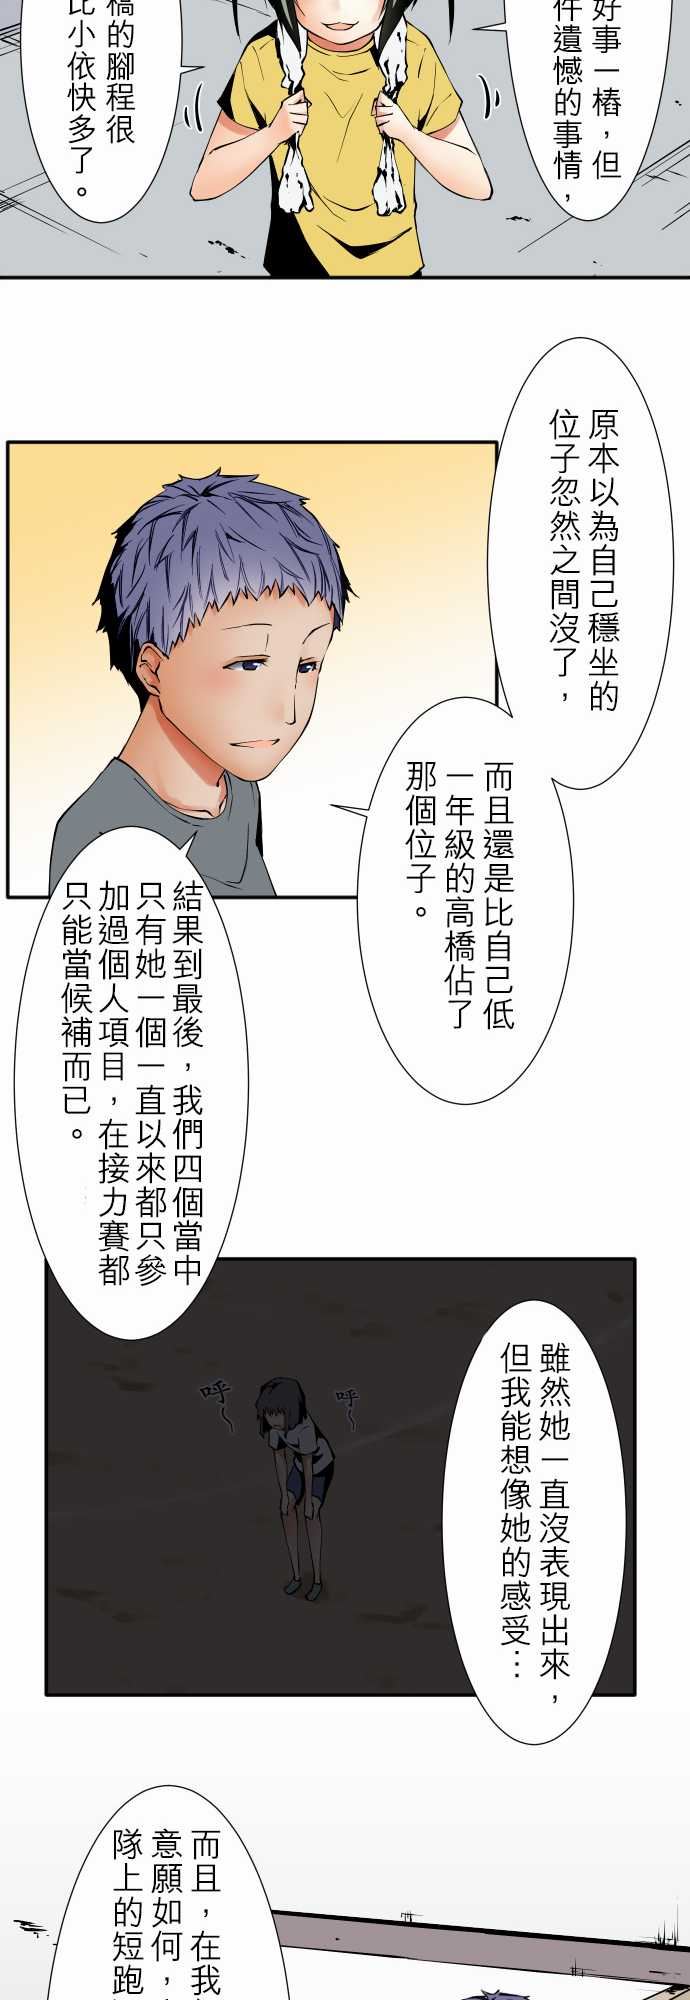 好事一樁，但
件遺憾的事情，
橋的腳程很
比小依快多了。
原本以為自己穩坐的
位子忽然之間沒了，
而且還是比自己低
一年級的高橋佔了
那個位子。
結果到最後，我們四個當中
只有她一個一直以來都只參
加過個人項目，在接力賽都
只能當候補而已。
呼～
呼～
雖然她一直沒表現出來，
但我能想像她的感受…
而且，在我
意願如何，
隊上的短跑